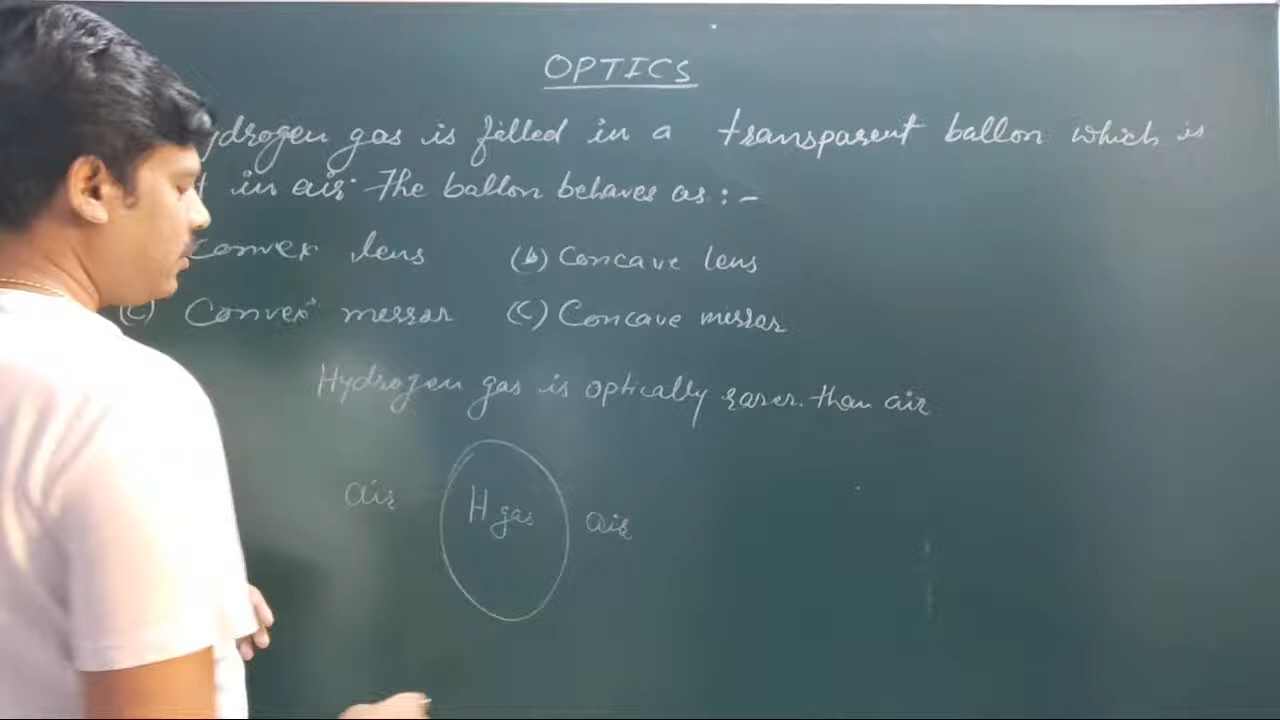 OPTICS
ydrogen gas is filled in a transparent ballon which is
in air. The ballon behaves as : -
convex lens (b) Concave lens
(c) Convex mirror (C) Concave mirror
Hydrogen gas is optically rarer. than air
air H gas air